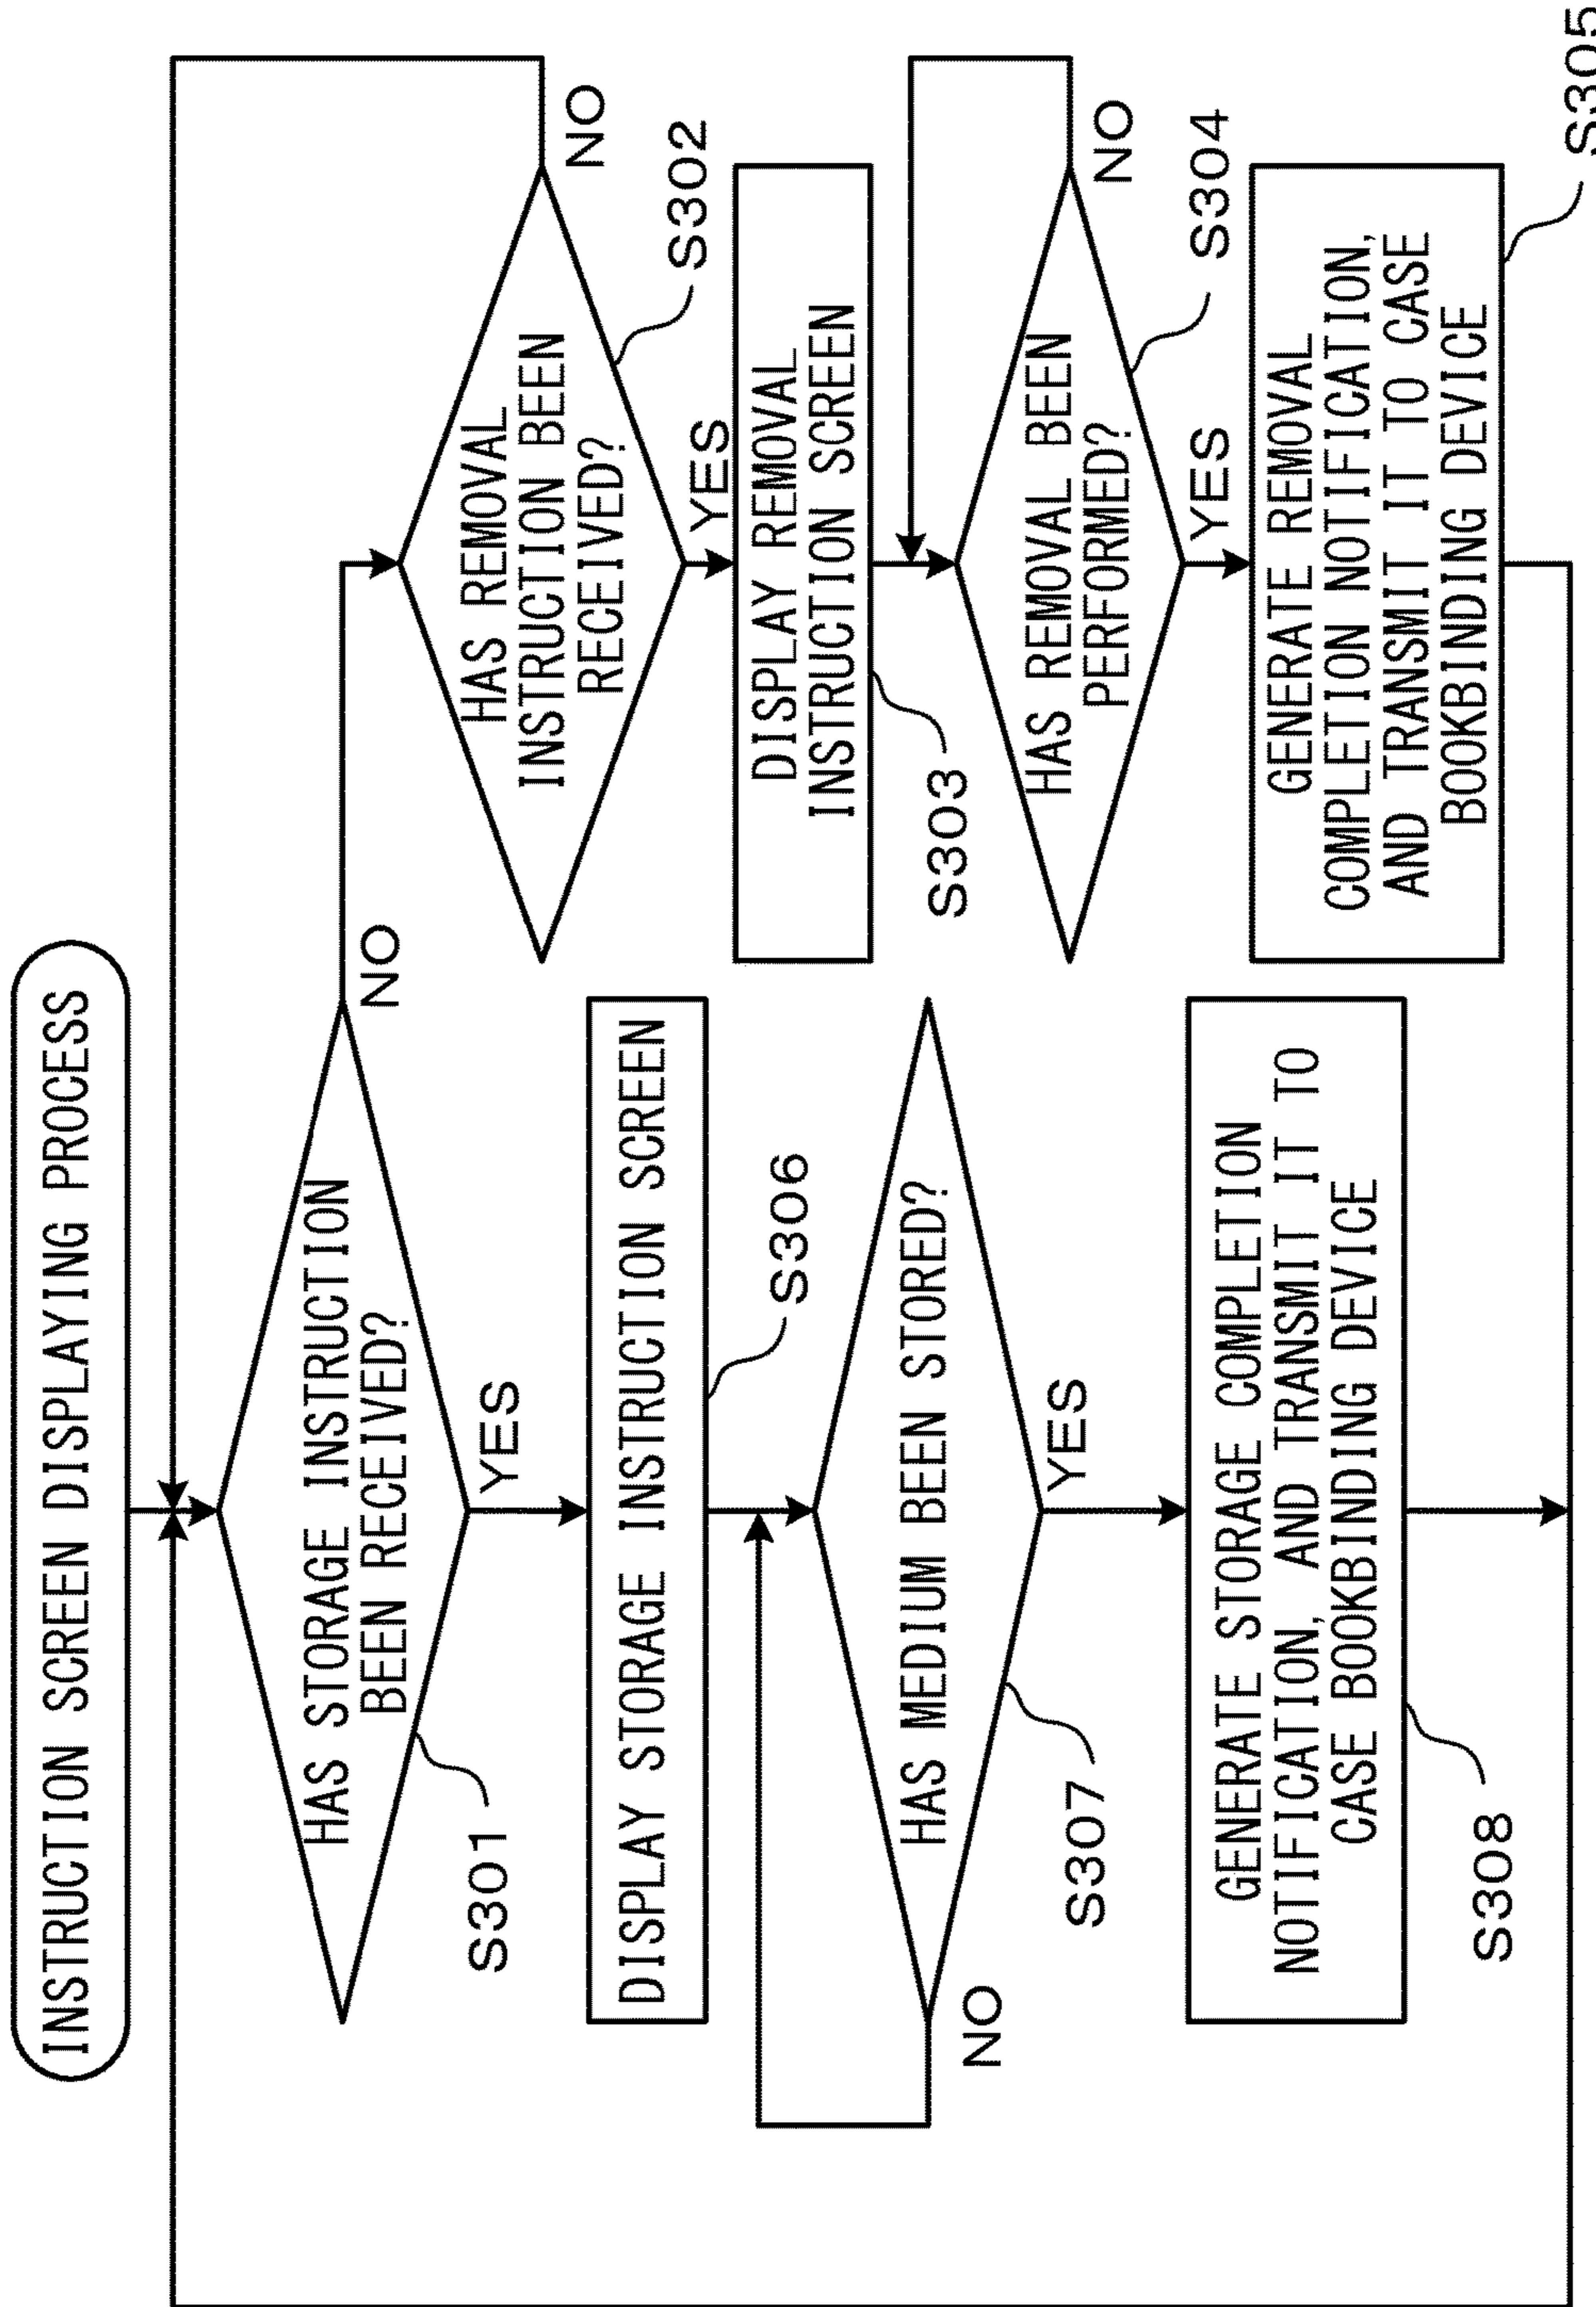 INSTRUCTION SCREEN DISPLAYING PROCESS
HAS STORAGE INSTRUCTION
BEEN RECEIVED?
S301
NO
YES
HAS REMOVAL
INSTRUCTION BEEN
RECEIVED?
NO
S302
YES
DISPLAY REMOVAL
INSTRUCTION SCREEN
S303
HAS REMOVAL BEEN
PERFORMED?
NO
S304
YES
GENERATE REMOVAL
COMPLETION NOTIFICATION,
AND TRANSMIT IT TO CASE
BOOKBINDING DEVICE
S305
DISPLAY STORAGE INSTRUCTION SCREEN
S306
HAS MEDIUM BEEN STORED?
NO
S307
YES
GENERATE STORAGE COMPLETION
NOTIFICATION, AND TRANSMIT IT TO
CASE BOOKBINDING DEVICE
S308